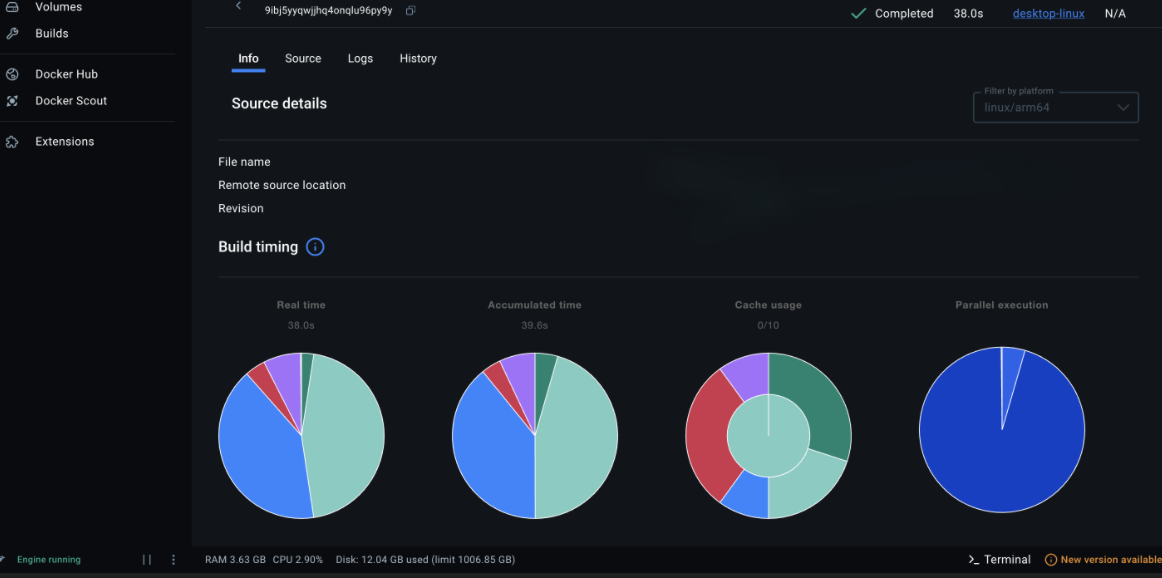 Volumes
Builds
Docker Hub
Docker Scout
Extensions
9ibj5yyqwjjhq4onqlu96py9y
Completed 38.0s desktop-linux N/A
Info Source Logs History
Source details
Filter by platform
linux/arm64
File name
Remote source location
Revision
Build timing
Real time
38.0s
Accumulated time
39.6s
Cache usage
0/10
Parallel execution
Engine running
RAM 3.63 GB CPU 2.90% Disk: 12.04 GB used (limit 1006.85 GB)
>_ Terminal
New version available